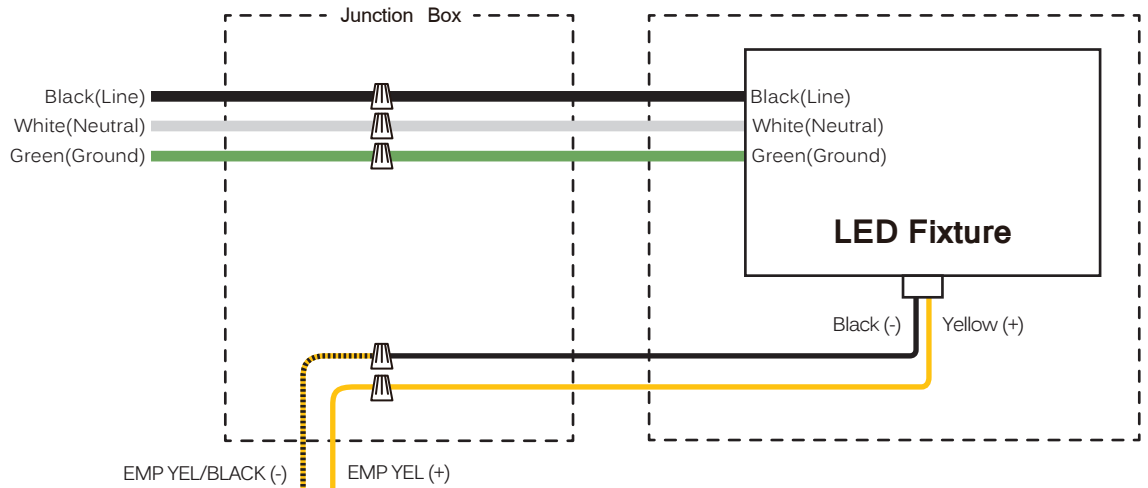 Junction Box
Black(Line)
Black(Line)
White(Neutral)
White(Neutral)
Green(Ground)
Green(Ground)
LED Fixture
Black (-)
Yellow (+)
EMP YEL/BLACK (-)
EMP YEL (+)